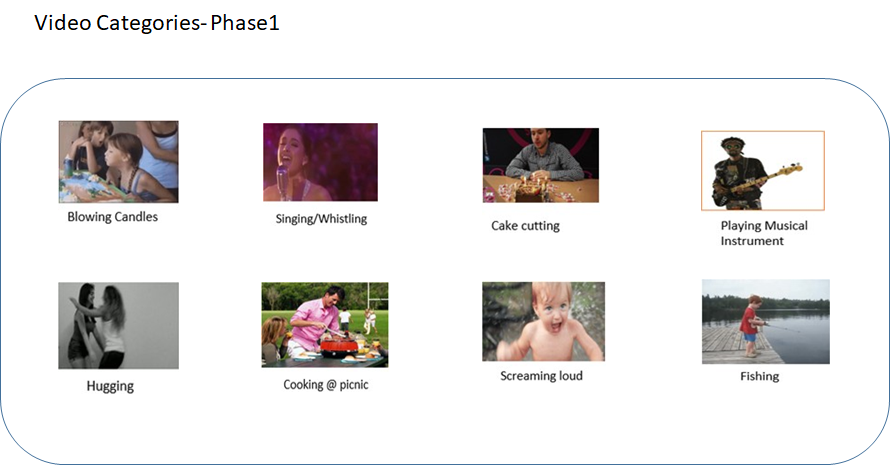 Video Categories- Phase1
Blowing Candles
Singing/Whistling
Cake cutting
Playing Musical
Instrument
Hugging
Cooking @ picnic
Screaming loud
Fishing